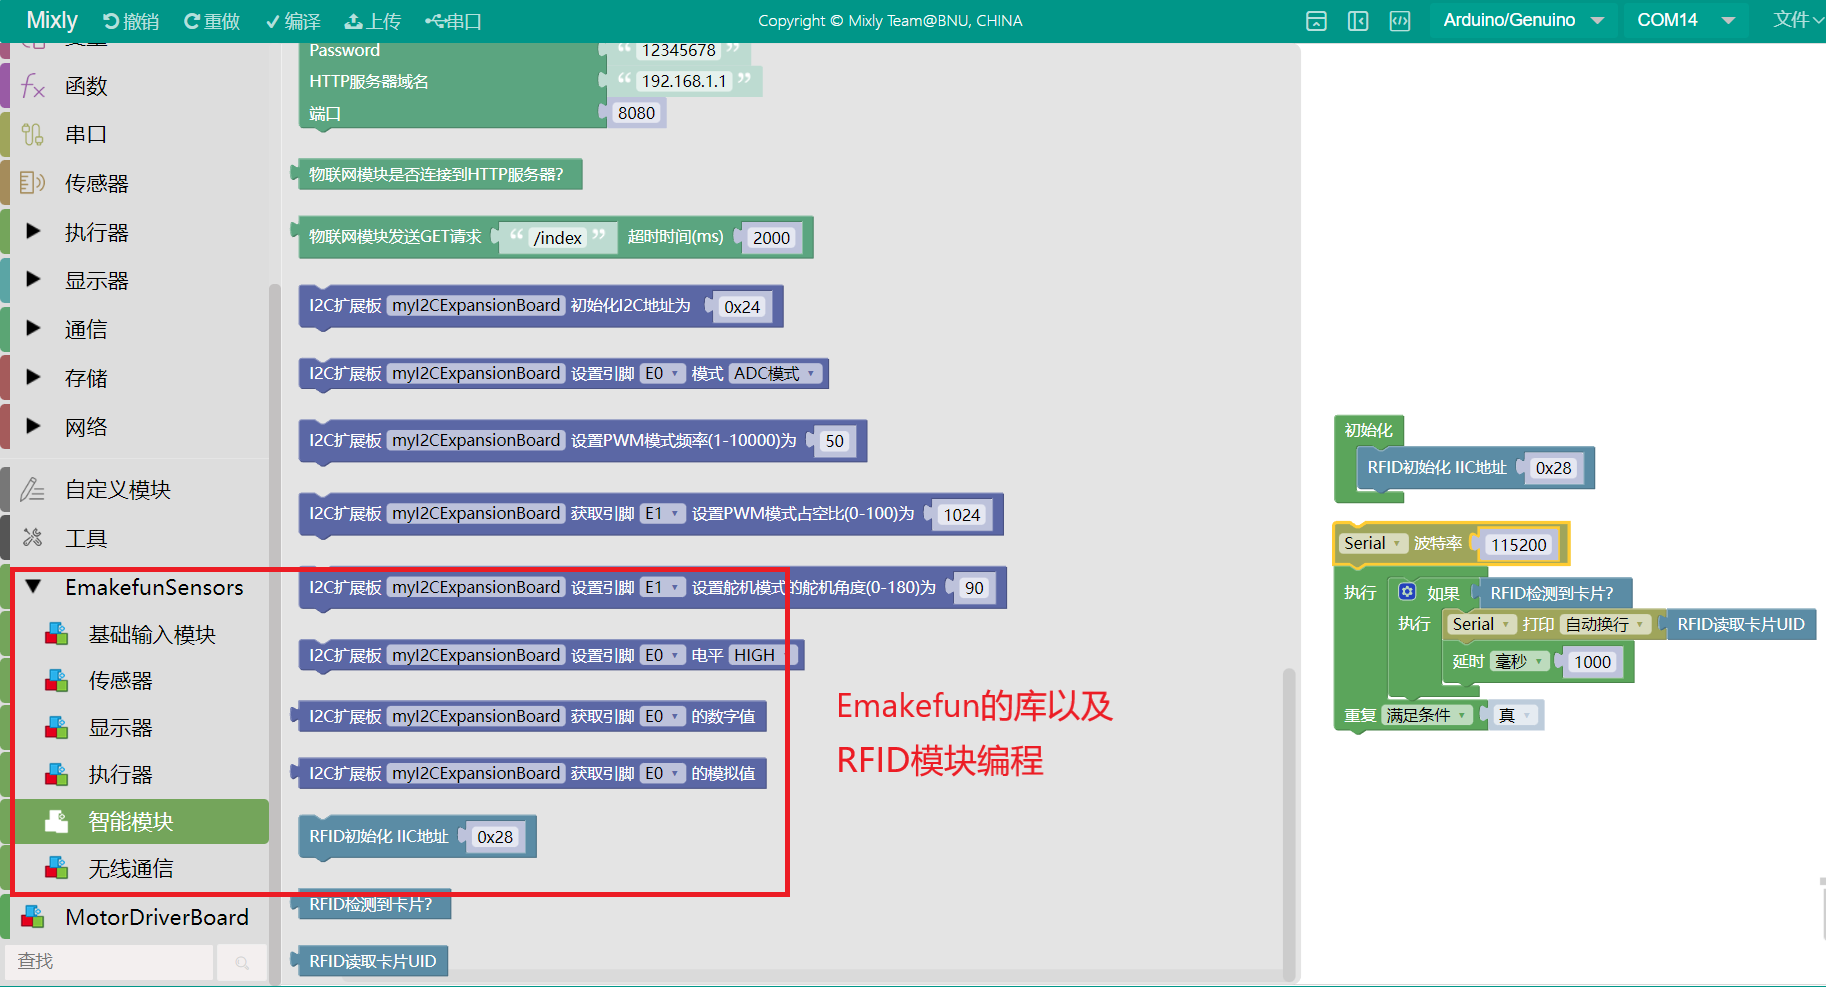 Mixly 撤销 重做 编译 上传 串口 Copyright © Mixly Team@BNU, CHINA Arduino/Genuino COM14 文件
函数
串口
传感器
执行器
显示器
通信
存储
网络
自定义模块
工具
EmakefunSensors
基础输入模块
传感器
显示器
执行器
智能模块
无线通信
MotorDriverBoard
查找
Password “ 12345678 ”
HTTP服务器域名 “ 192.168.1.1 ”
端口 8080
物联网模块是否连接到HTTP服务器?
物联网模块发送GET请求 “ /index ” 超时时间(ms) 2000
I2C扩展板 myI2CExpansionBoard 初始化I2C地址为 0x24
I2C扩展板 myI2CExpansionBoard 设置引脚 E0 模式 ADC模式
I2C扩展板 myI2CExpansionBoard 设置PWM模式频率(1-10000)为 50
I2C扩展板 myI2CExpansionBoard 获取引脚 E1 设置PWM模式占空比(0-100)为 1024
I2C扩展板 myI2CExpansionBoard 设置引脚 E1 设置舵机模式的舵机角度(0-180)为 90
I2C扩展板 myI2CExpansionBoard 设置引脚 E0 电平 HIGH
I2C扩展板 myI2CExpansionBoard 获取引脚 E0 的数字值
I2C扩展板 myI2CExpansionBoard 获取引脚 E0 的模拟值
RFID初始化 IIC地址 0x28
RFID检测到卡片?
RFID读取卡片UID
Emakefun的库以及
RFID模块编程
初始化
RFID初始化 IIC地址 0x28
Serial 波特率 115200
执行 如果 RFID检测到卡片?
执行 Serial 打印 自动换行 RFID读取卡片UID
延时 毫秒 1000
重复 满足条件 真